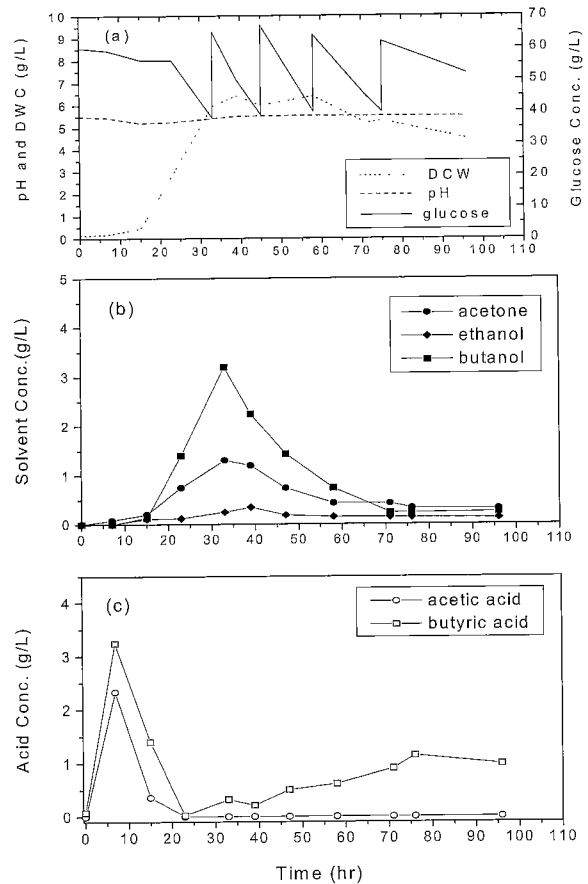 (a)
pH and DWC (g/L)
10
9
8
7
6
5
4
3
2
1
0
Glucose Conc. (g/L)
70
60
50
40
30
20
10
0
DCW
pH
glucose
0 10 20 30 40 50 60 70 80 90 100 110
(b)
Solvent Conc.(g/L)
5
4
3
2
1
0
acetone
ethanol
butanol
0 10 20 30 40 50 60 70 80 90 100 110
(c)
Acid Conc. (g/L)
4
3
2
1
0
acetic acid
butyric acid
0 10 20 30 40 50 60 70 80 90 100 110
Time (hr)